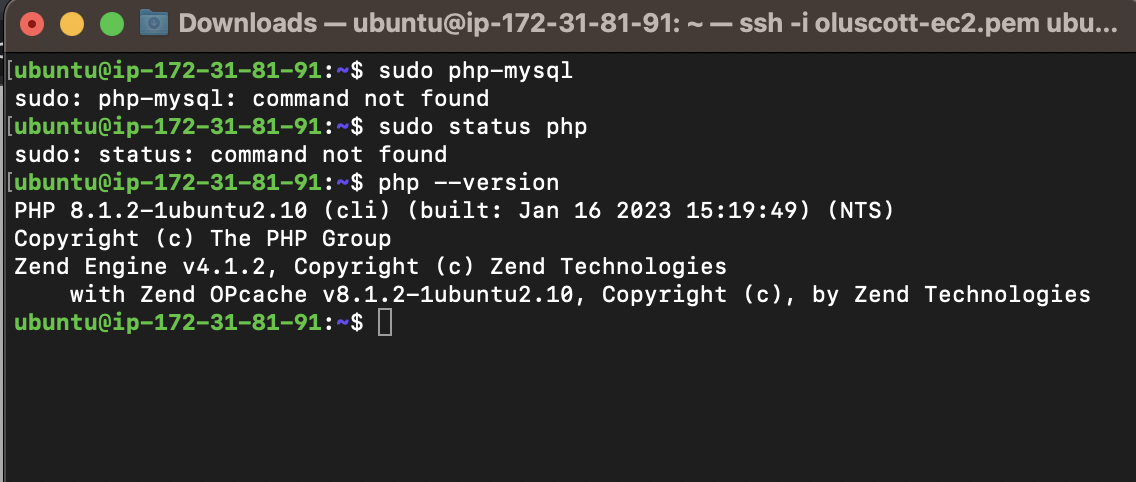 Downloads — ubuntu@ip-172-31-81-91: ~ — ssh -i oluscott-ec2.pem ubu...
[ubuntu@ip-172-31-81-91:~$ sudo php-mysql
sudo: php-mysql: command not found
[ubuntu@ip-172-31-81-91:~$ sudo status php
sudo: status: command not found
[ubuntu@ip-172-31-81-91:~$ php --version
PHP 8.1.2-1ubuntu2.10 (cli) (built: Jan 16 2023 15:19:49) (NTS)
Copyright (c) The PHP Group
Zend Engine v4.1.2, Copyright (c) Zend Technologies
    with Zend OPcache v8.1.2-1ubuntu2.10, Copyright (c), by Zend Technologies
ubuntu@ip-172-31-81-91:~$